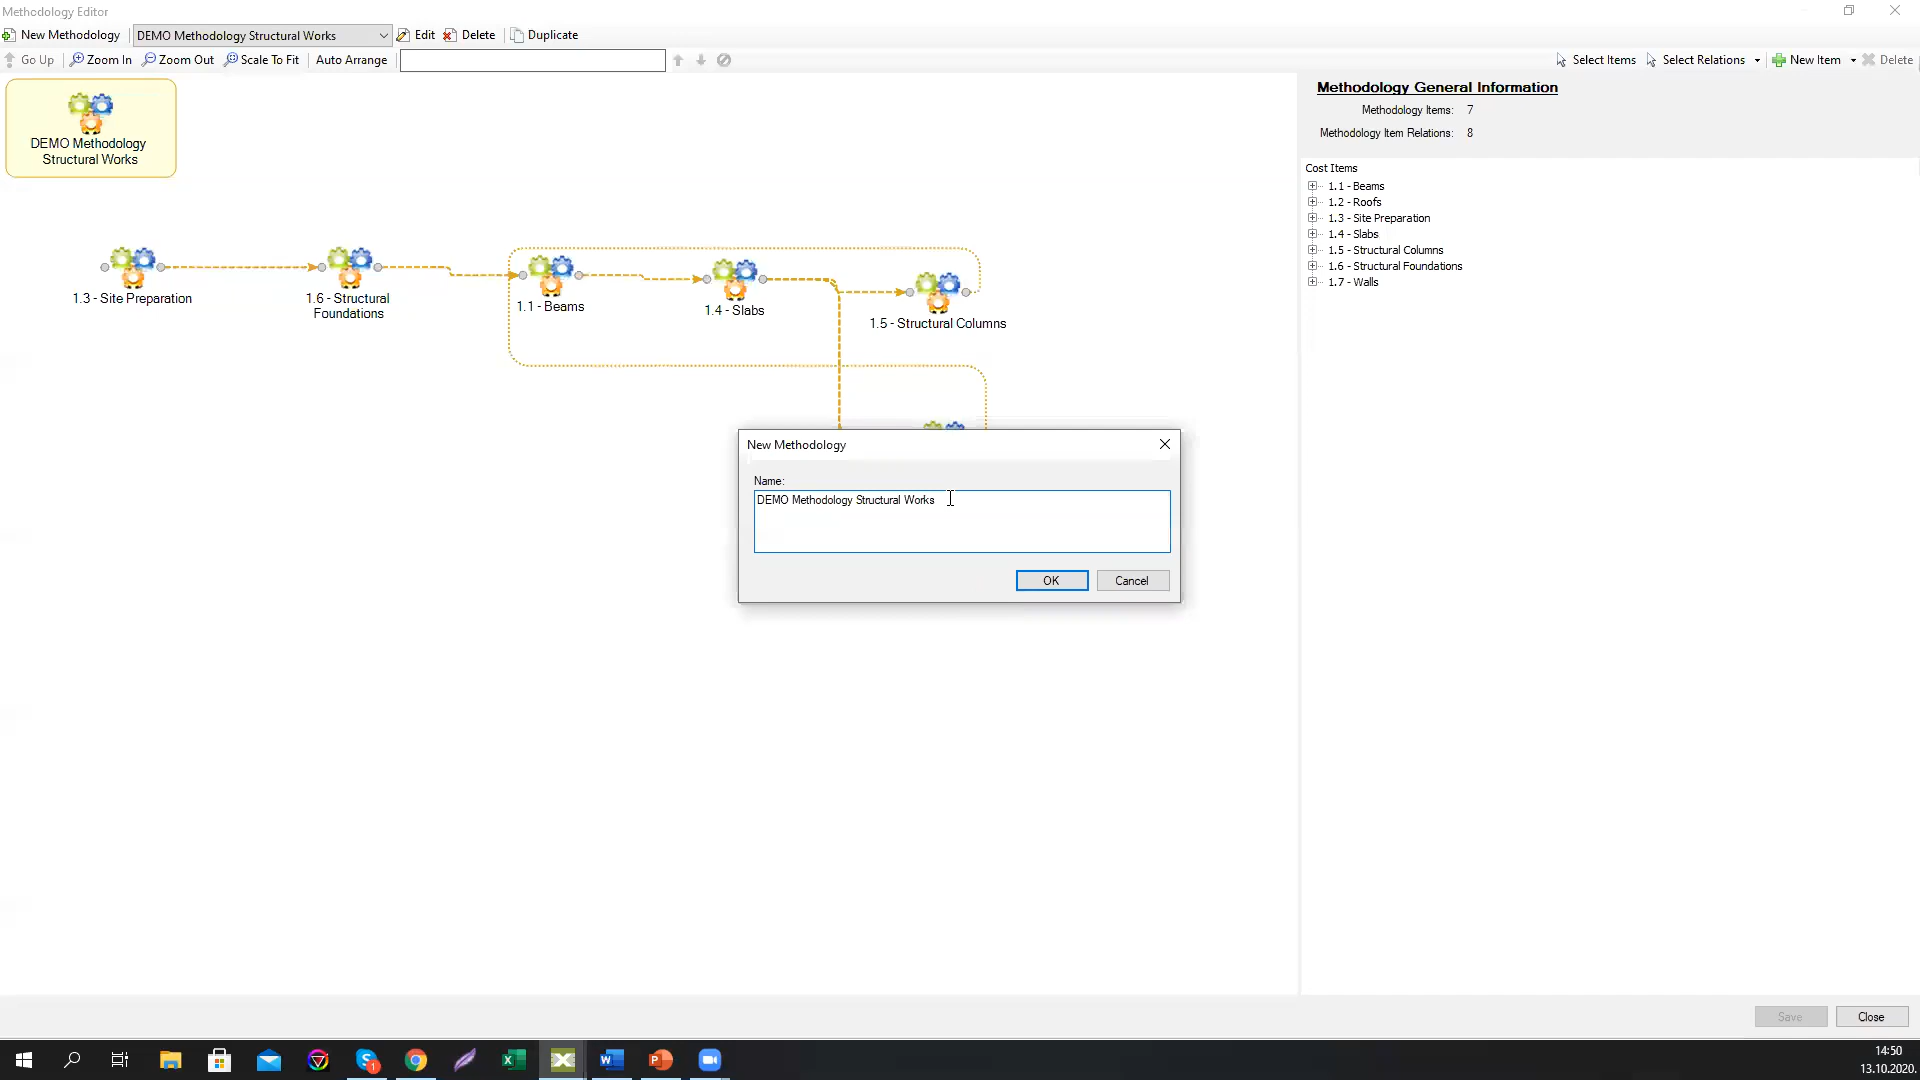 Methodology Editor
New Methodology DEMO Methodology Structural Works Edit Delete Duplicate
Go Up Zoom In Zoom Out Scale To Fit Auto Arrange Select Items Select Relations New Item Delete
DEMO Methodology
Structural Works
1.3 - Site Preparation
1.6 - Structural
Foundations
1.1 - Beams
1.4 - Slabs
1.5 - Structural Columns
Methodology General Information
Methodology Items: 7
Methodology Item Relations: 8
Cost Items
1.1 - Beams
1.2 - Roofs
1.3 - Site Preparation
1.4 - Slabs
1.5 - Structural Columns
1.6 - Structural Foundations
1.7 - Walls
New Methodology
Name:
DEMO Methodology Structural Works
OK Cancel
Save Close
14:50
13.10.2020.